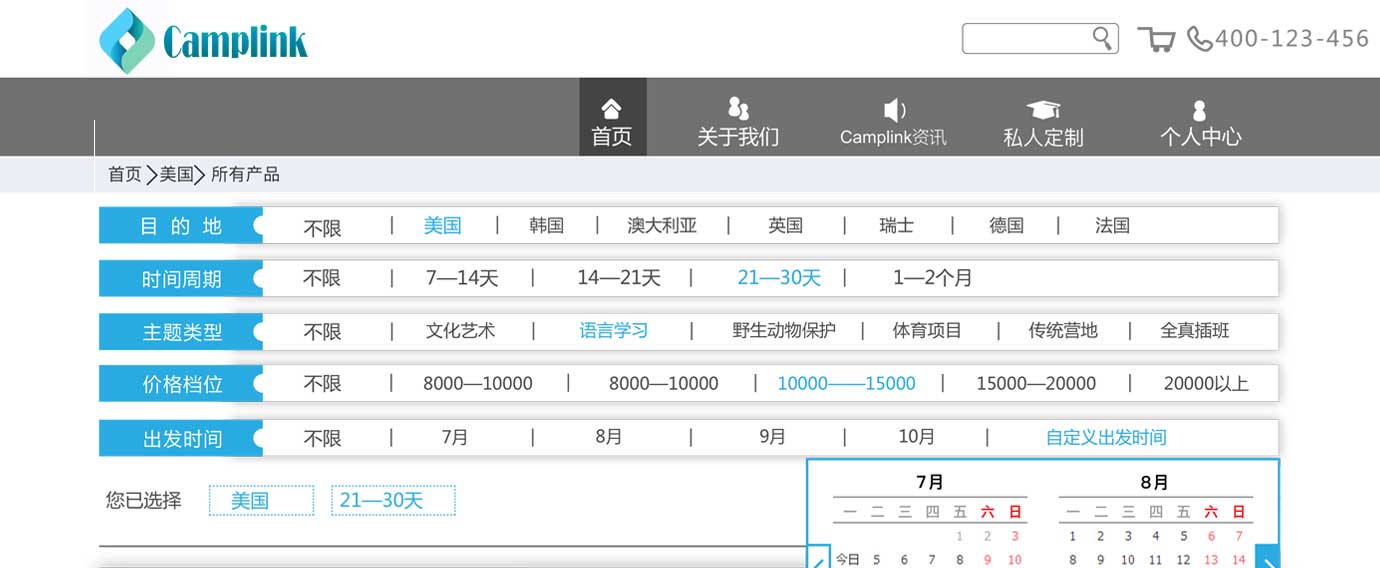 Camplink
400-123-456
首页 关于我们 Camplink资讯 私人定制 个人中心
首页 美国 所有产品
目的地 不限 | 美国 | 韩国 | 澳大利亚 | 英国 | 瑞士 | 德国 | 法国
时间周期 不限 | 7—14天 | 14—21天 | 21—30天 | 1—2个月
主题类型 不限 | 文化艺术 | 语言学习 | 野生动物保护 | 体育项目 | 传统营地 | 全真插班
价格档位 不限 | 8000—10000 | 8000—10000 | 10000——15000 | 15000—20000 | 20000以上
出发时间 不限 | 7月 | 8月 | 9月 | 10月 | 自定义出发时间
您已选择 美国 21—30天
7月 8月
一 二 三 四 五 六 日 一 二 三 四 五 六 日
1 2 3 1 2 3 4 5 6 7
今日 5 6 7 8 9 10 8 9 10 11 12 13 14